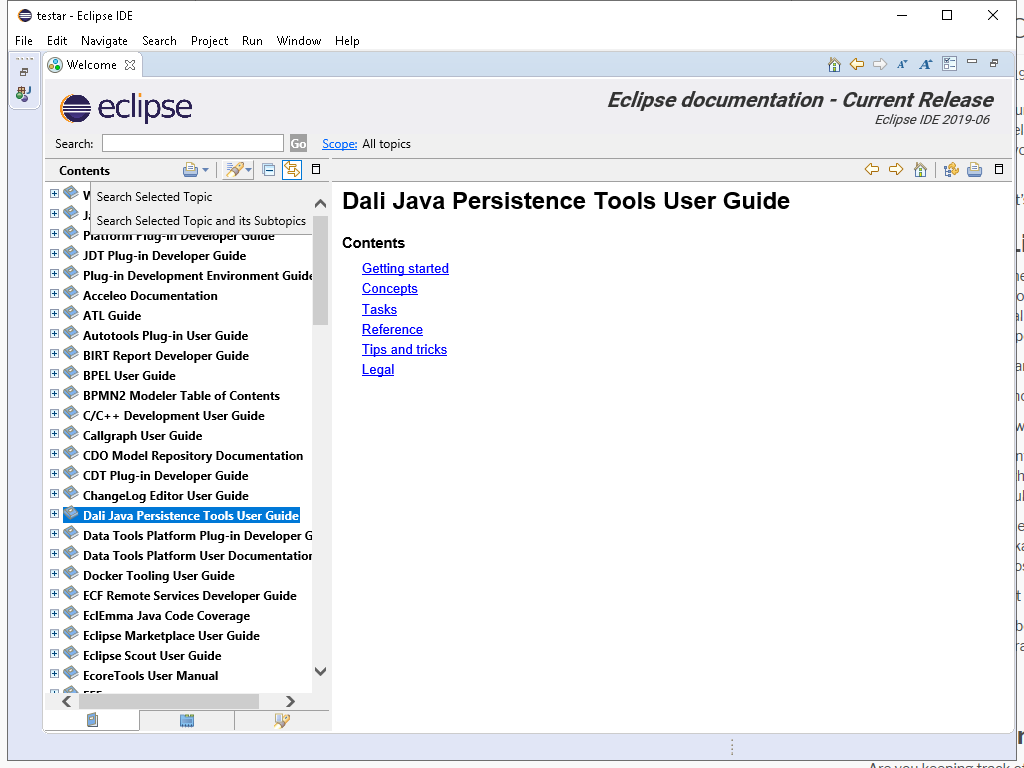 testar - Eclipse IDE
File Edit Navigate Search Project Run Window Help
Welcome
eclipse
Eclipse documentation - Current Release
Eclipse IDE 2019-06
Search: Go Scope: All topics
Contents
Search Selected Topic
Search Selected Topic and its Subtopics
Platform Plug-in Developer Guide
JDT Plug-in Developer Guide
Plug-in Development Environment Guide
Acceleo Documentation
ATL Guide
Autotools Plug-in User Guide
BIRT Report Developer Guide
BPEL User Guide
BPMN2 Modeler Table of Contents
C/C++ Development User Guide
Callgraph User Guide
CDO Model Repository Documentation
CDT Plug-in Developer Guide
ChangeLog Editor User Guide
Dali Java Persistence Tools User Guide
Data Tools Platform Plug-in Developer G
Data Tools Platform User Documentation
Docker Tooling User Guide
ECF Remote Services Developer Guide
EclEmma Java Code Coverage
Eclipse Marketplace User Guide
Eclipse Scout User Guide
EcoreTools User Manual
Dali Java Persistence Tools User Guide
Contents
Getting started
Concepts
Tasks
Reference
Tips and tricks
Legal